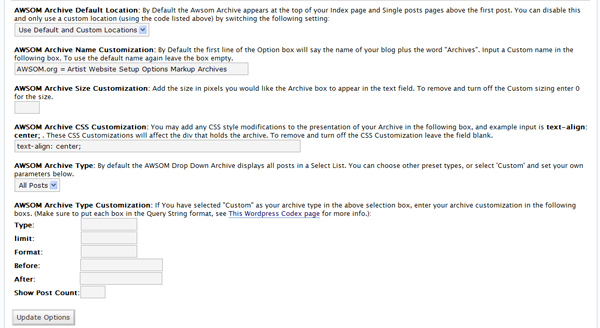 AWSOM Archive Default Location: By Default the Awsom Archive appears at the top of your Index page and Single posts pages above the first post. You can disable this
and only use a custom location (using the code listed above) by switching the following setting:
Use Default and Custom Locations
AWSOM Archive Name Customization: By Default the first line of the Option box will say the name of your blog plus the word "Archives". Input a Custom name in the
following box. To use the default name again leave the box empty.
AWSOM.org = Artist Website Setup Options Markup Archives
AWSOM Archive Size Customization: Add the size in pixels you would like the Archive box to appear in the text field. To remove and turn off the Custom sizing enter 0
for the size.
AWSOM Archive CSS Customization: You may add any CSS style modifications to the presentation of your Archive in the following box, and example input is text-align:
center; . These CSS Customizations will affect the div that holds the archive. To remove and turn off the CSS Customization leave the field blank.
text-align: center;
AWSOM Archive Type: By default the AWSOM Drop Down Archive displays all posts in a Select List. You can choose other preset types, or select 'Custom' and set your own
parameters below.
All Posts
AWSOM Archive Type Customization: If You have selected "Custom" as your archive type in the above selection box, enter your archive customization in the following
boxs. (Make sure to put each box in the Query String format, see This Wordpress Codex page for more info.):
Type:
limit:
Format:
Before:
After:
Show Post Count:
Update Options